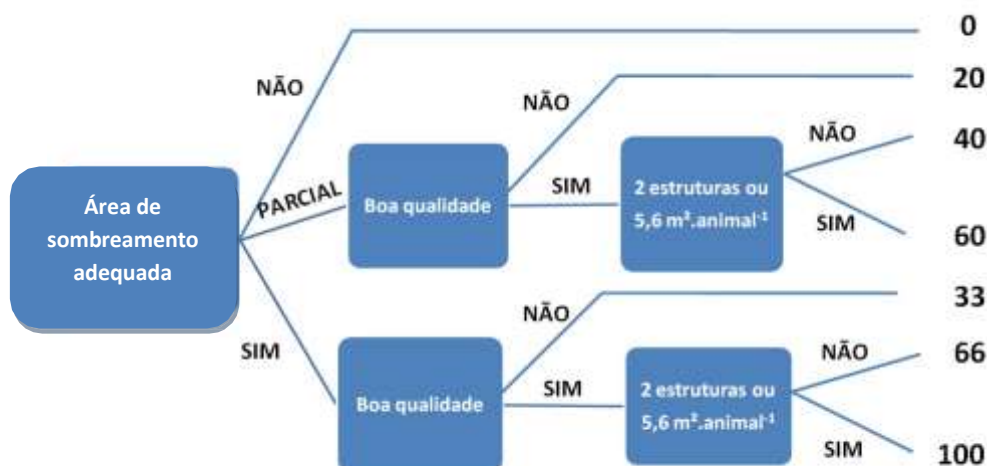 0
NÃO
20
NÃO
NÃO
40
PARCIAL
Boa qualidade
SIM
2 estruturas ou
5,6 m².animal⁻¹
SIM
60
Área de
sombreamento
adequada
33
NÃO
SIM
NÃO
66
Boa qualidade
SIM
2 estruturas ou
5,6 m².animal⁻¹
SIM
100